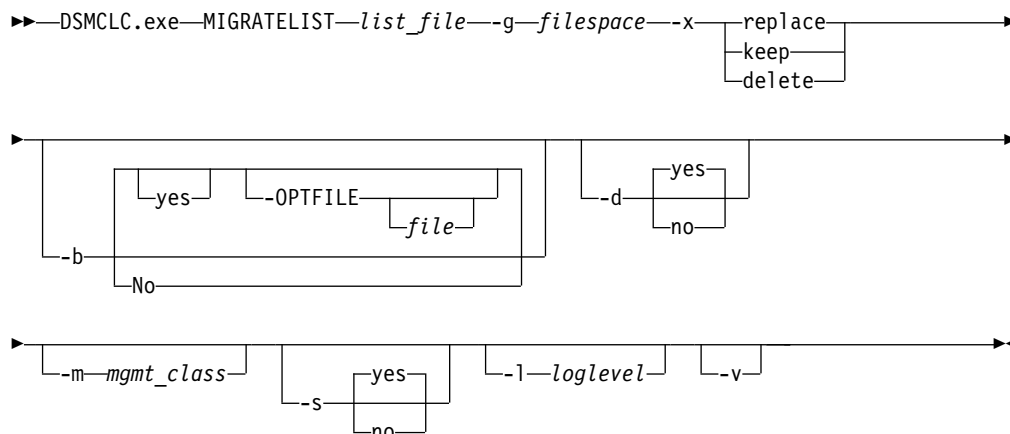 DSMCLC.exe MIGRATELIST list_file -g filespace -x replace
keep
delete
yes -OPTFILE
file
-b
No
-d yes
no
-m mgmt_class
-s yes
no
-l loglevel
-v